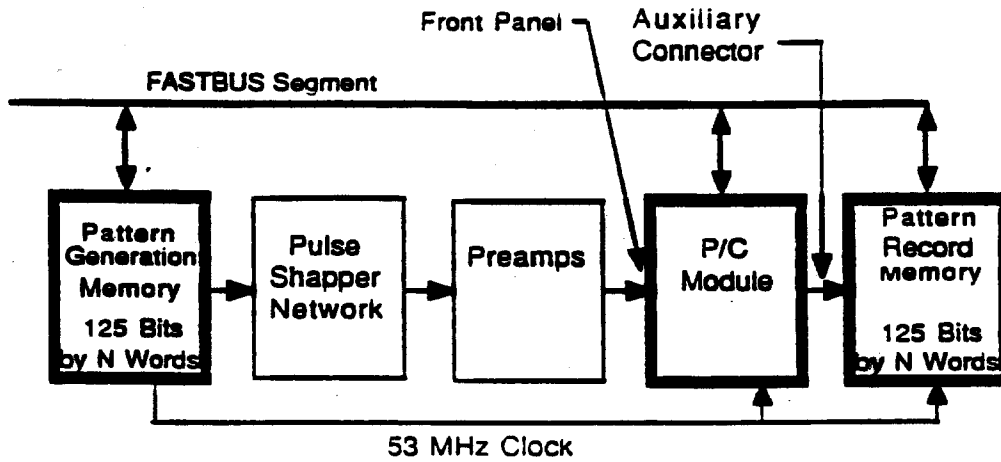 Front Panel
Auxiliary
Connector
FASTBUS Segment
Pattern
Generation
Memory
125 Bits
by N Words
Pulse
Shapper
Network
Preamps
P/C
Module
Pattern
Record
Memory
125 Bits
by N Words
53 MHz Clock